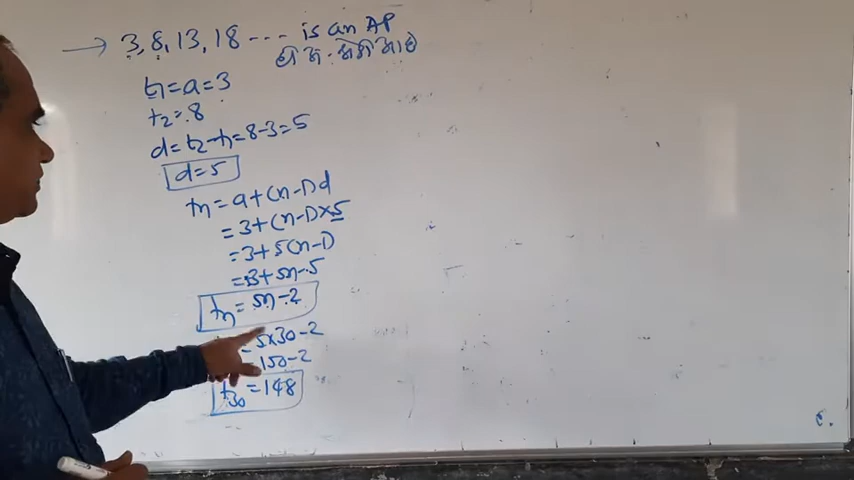 → 3, 8, 13, 18 --- is an AP
t1 = a = 3
t2 = 8
d = t2 - t1 = 8-3 = 5
d = 5
tn = a + (n-1)d
= 3 + (n-1)×5
= 3 + 5(n-1)
= 3 + 5n - 5
tn = 5n - 2
= 5×30 - 2
= 150 - 2
t30 = 148
c.